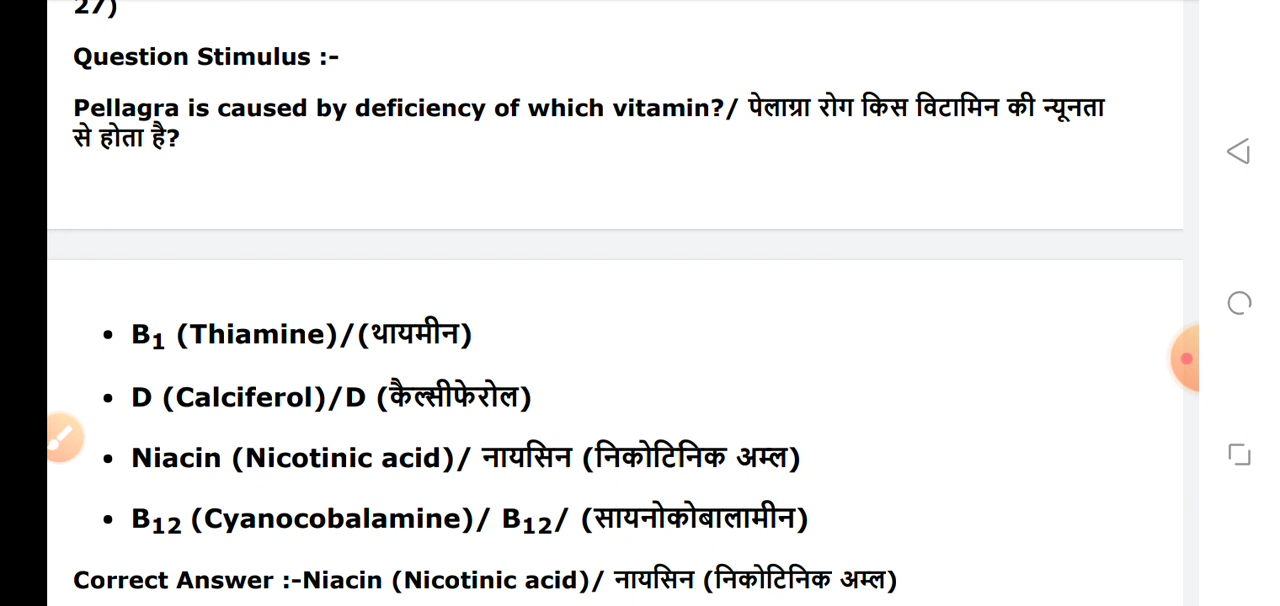 27)
Question Stimulus :-
Pellagra is caused by deficiency of which vitamin?/ पेलाग्रा रोग किस विटामिन की न्यूनता
से होता है?
• B₁ (Thiamine)/(थायमीन)
• D (Calciferol)/D (कैल्सीफेरोल)
• Niacin (Nicotinic acid)/ नायसिन (निकोटिनिक अम्ल)
• B₁₂ (Cyanocobalamine)/ B₁₂/ (सायनोकोबालामीन)
Correct Answer :-Niacin (Nicotinic acid)/ नायसिन (निकोटिनिक अम्ल)